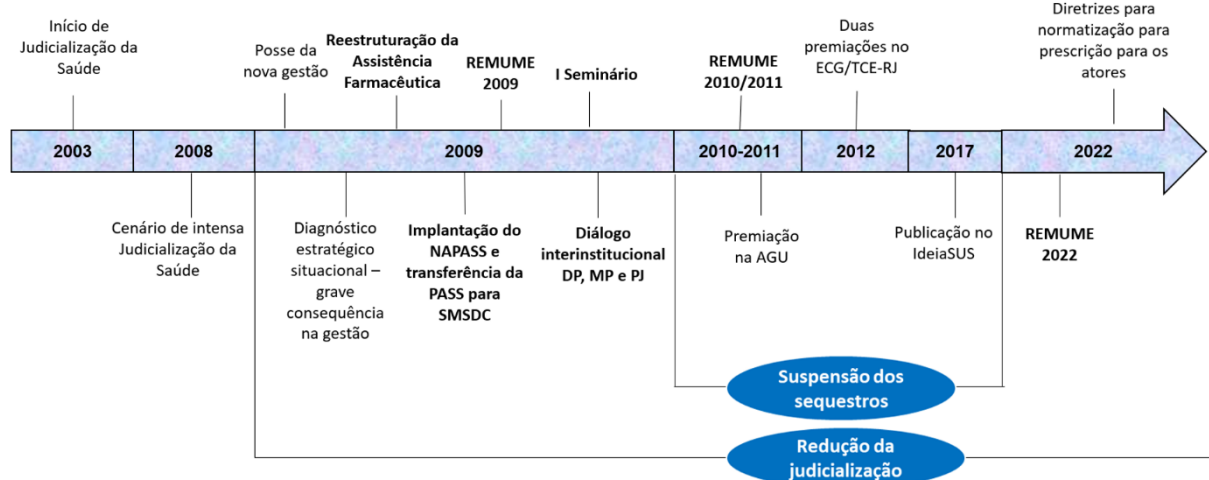 Início de
Judicialização da
Saúde
Posse da
nova gestão
Reestruturação da
Assistência
Farmacêutica
REMUME
2009
I Seminário
REMUME
2010/2011
Duas
premiações no
ECG/TCE-RJ
Diretrizes para
normatização para
prescrição para os
atores
2003
2008
2009
2010-2011
2012
2017
2022
Cenário de intensa
Judicialização da
Saúde
Diagnóstico
estratégico
situacional –
grave
consequência
na gestão
Implantação do
NAPASS e
transferência da
PASS para
SMSDC
Diálogo
interinstitucional
DP, MP e PJ
Premiação
na AGU
Publicação no
IdeiaSUS
REMUME
2022
Suspensão dos
sequestros
Redução da
judicialização